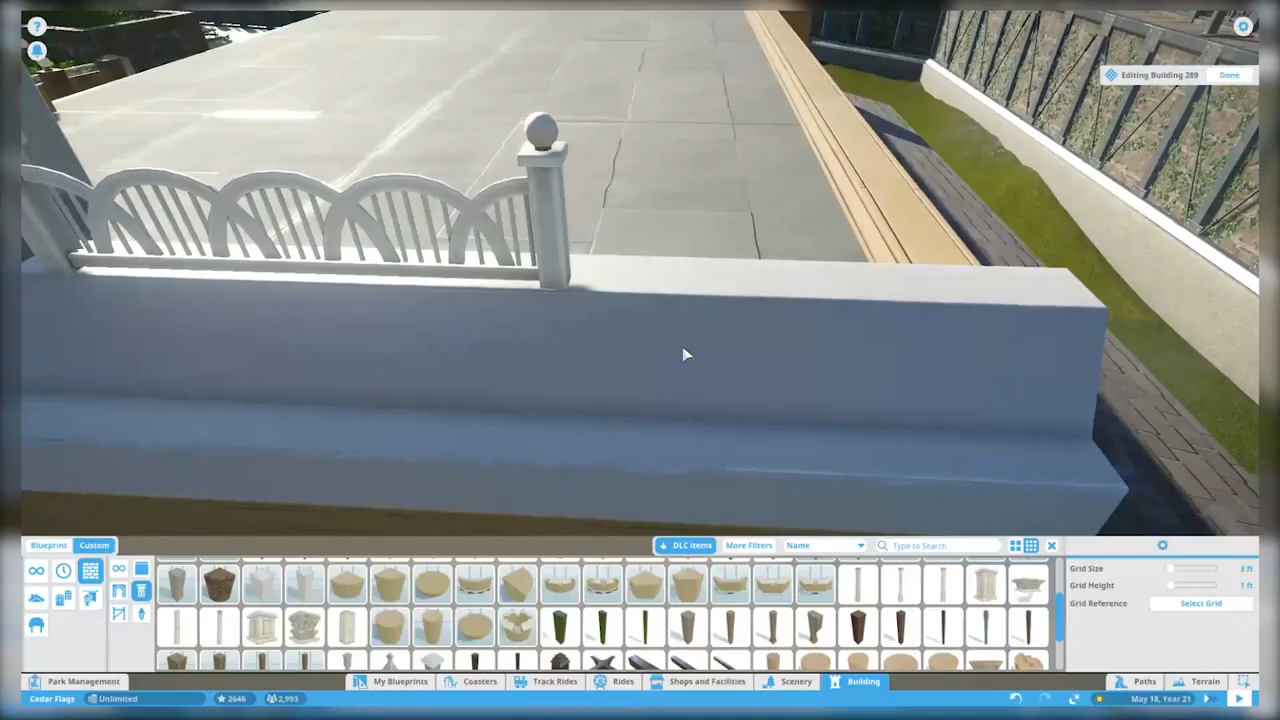 Editing Building 289 Done
Blueprint Custom DLC items More Filters Name Type to Search
Grid Size 3 ft
Grid Height 1 ft
Grid Reference Select Grid
Park Management My Blueprints Coasters Track Rides Rides Shops and Facilities Scenery Building Paths Terrain
Cedar Flags Unlimited 2646 2,993 May 18, Year 21